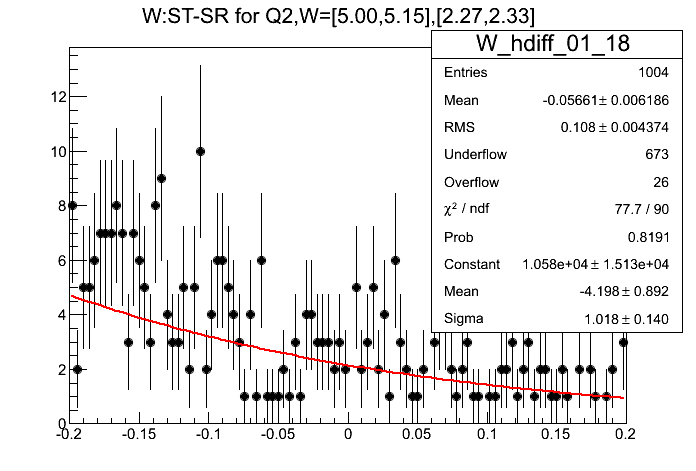 W:ST-SR for Q2,W=[5.00,5.15],[2.27,2.33]
W_hdiff_01_18
Entries 1004
Mean -0.05661± 0.006186
RMS 0.108 ± 0.004374
Underflow 673
Overflow 26
χ² / ndf 77.7 / 90
Prob 0.8191
Constant 1.058e+04 ± 1.513e+04
Mean -4.198 ± 0.892
Sigma 1.018 ± 0.140
12
10
8
6
4
2
0
-0.2 -0.15 -0.1 -0.05 0 0.05 0.1 0.15 0.2